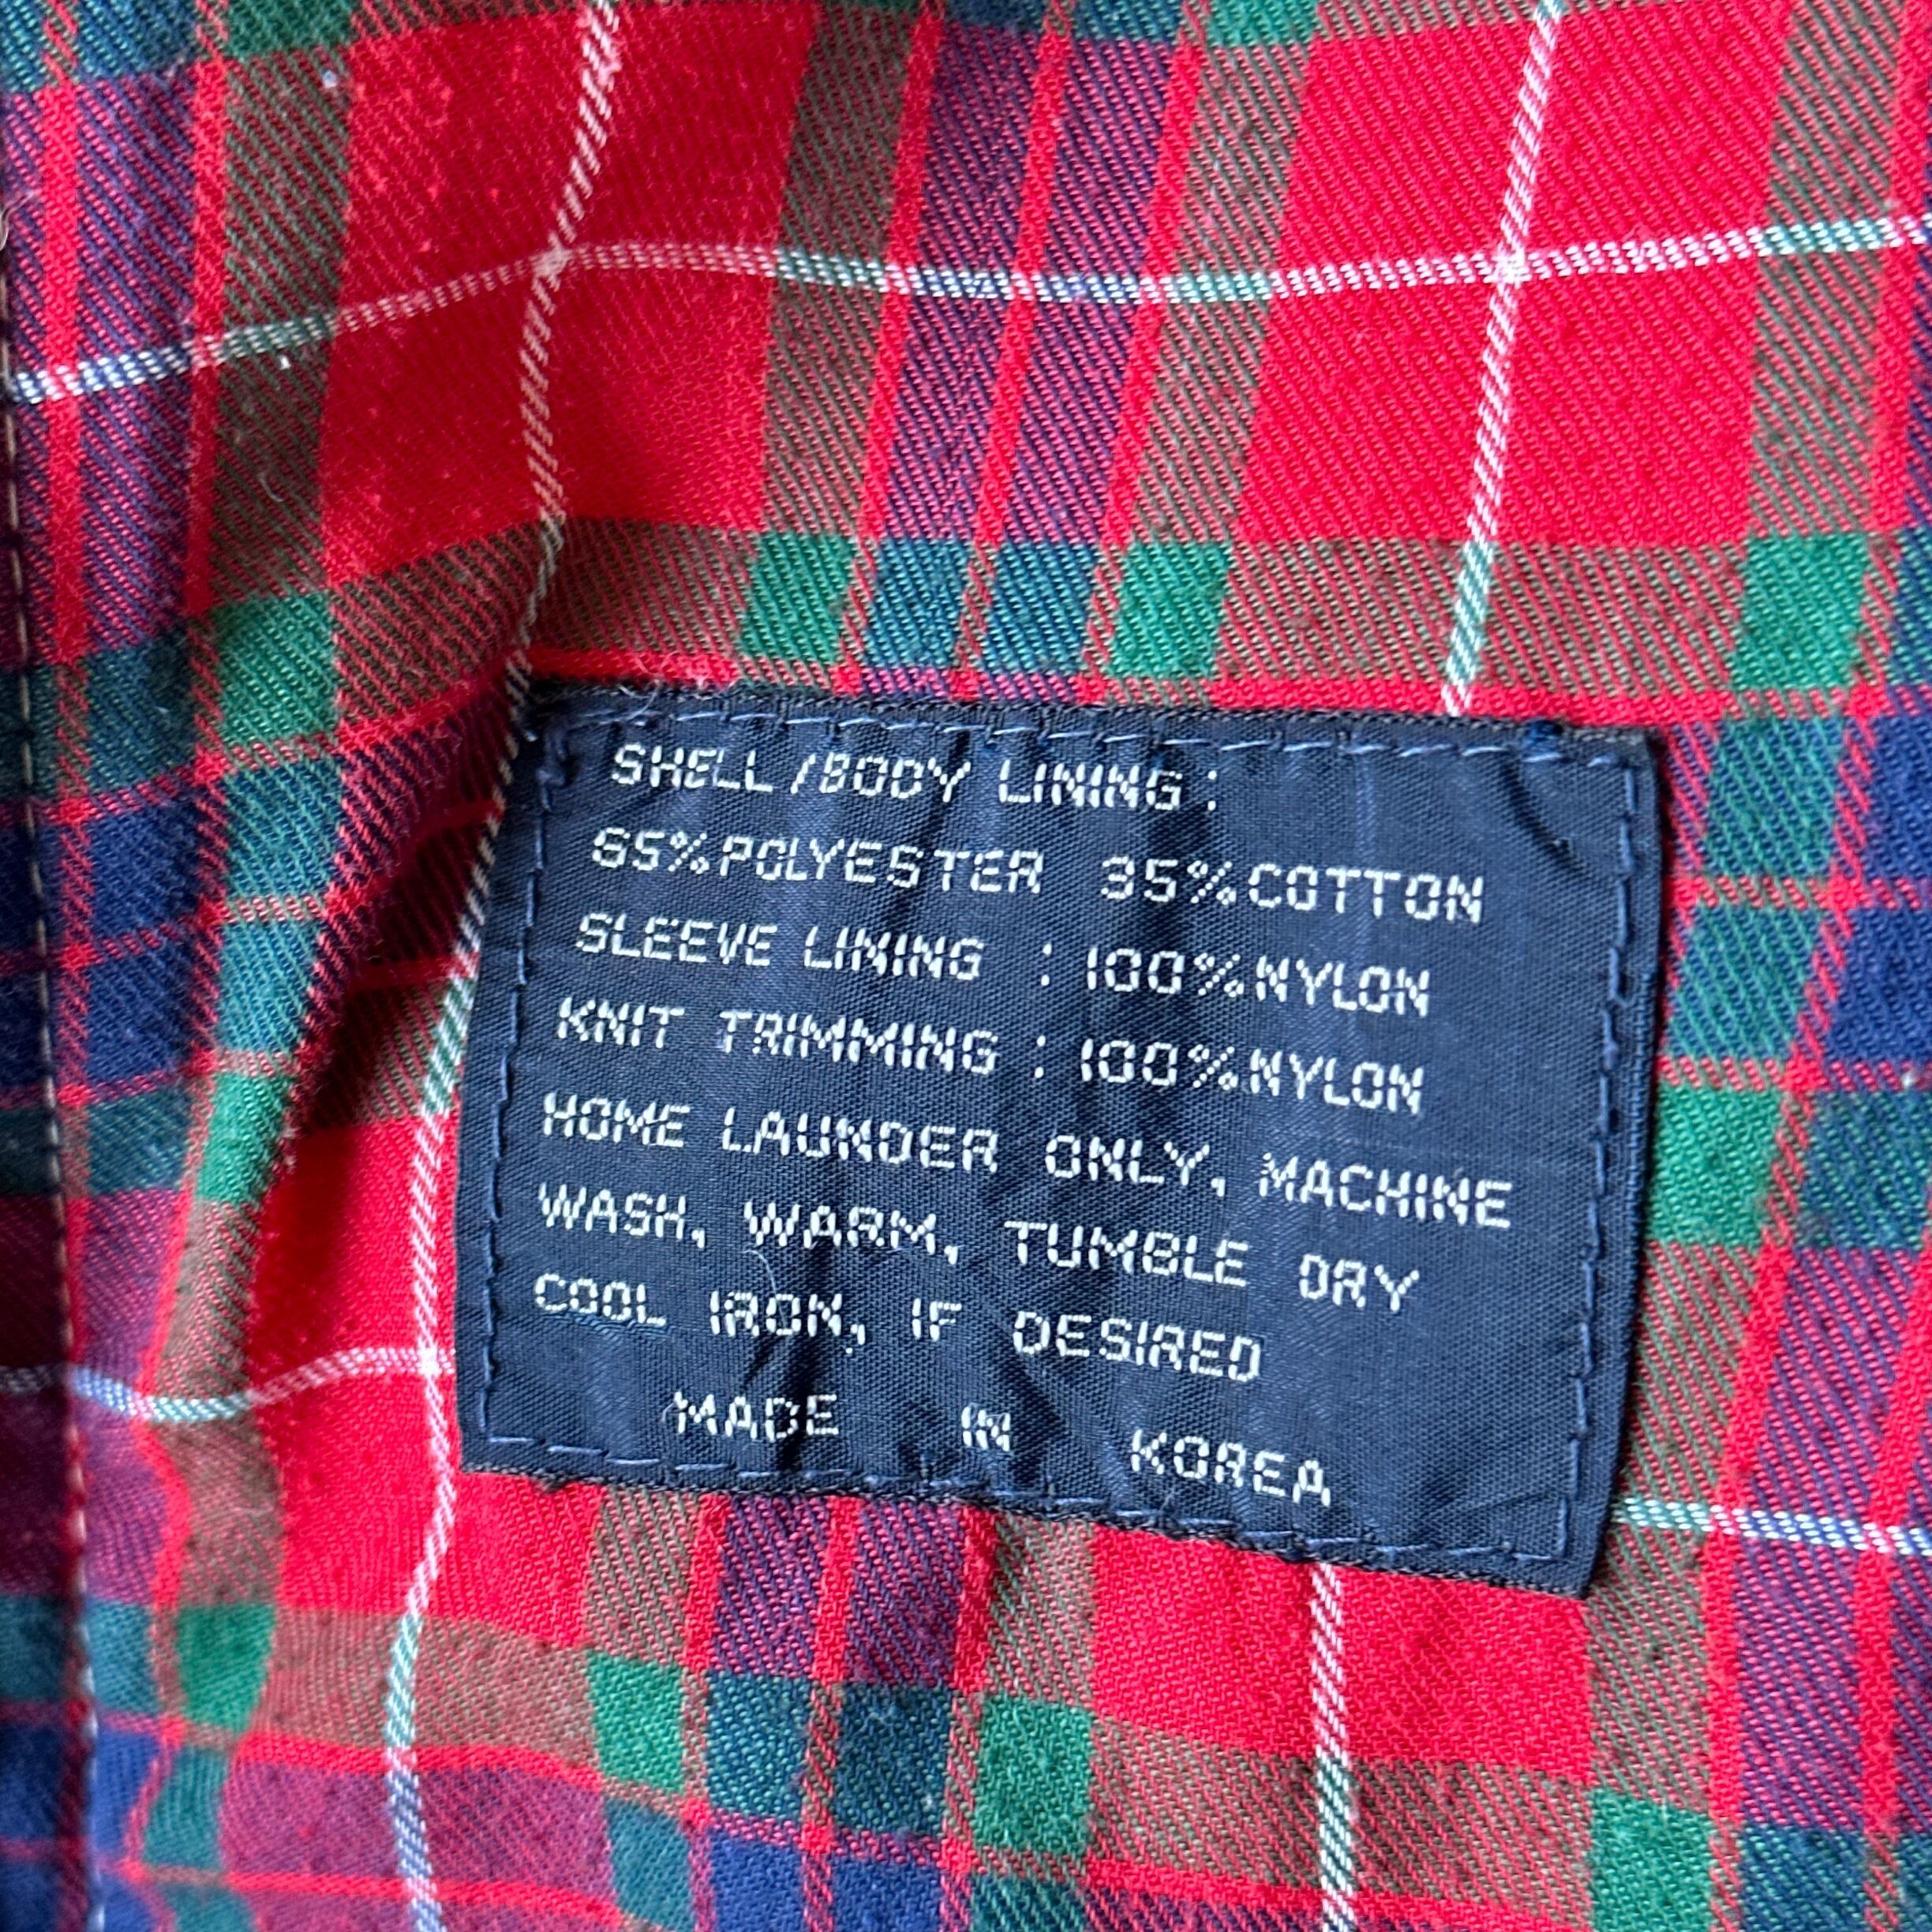 SHELL/BODY LINING:
65%POLYESTER 35%COTTON
SLEEVE LINING : 100%NYLON
KNIT TRIMMING : 100%NYLON
HOME LAUNDER ONLY, MACHINE
WASH, WARM, TUMBLE DRY
COOL IRON, IF DESIRED
MADE IN KOREA